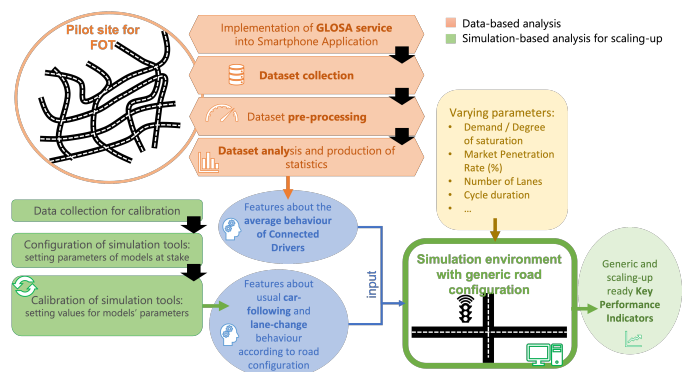 Pilot site for
FOT
Implementation of GLOSA service
into Smartphone Application
Dataset collection
Dataset pre-processing
Dataset analysis and production of
statistics
Data-based analysis
Simulation-based analysis for scaling-up
Varying parameters:
• Demand / Degree
of saturation
• Market Penetration
Rate (%)
• Number of Lanes
• Cycle duration
• ...
Data collection for calibration
Configuration of simulation tools:
setting parameters of models at stake
Calibration of simulation tools:
setting values for models' parameters
Features about the
average behaviour
of Connected
Drivers
Features about
usual car-
following and
lane-change
behaviour
according to road
configuration
input
Simulation environment
with generic road
configuration
Generic and
scaling-up
ready Key
Performance
Indicators